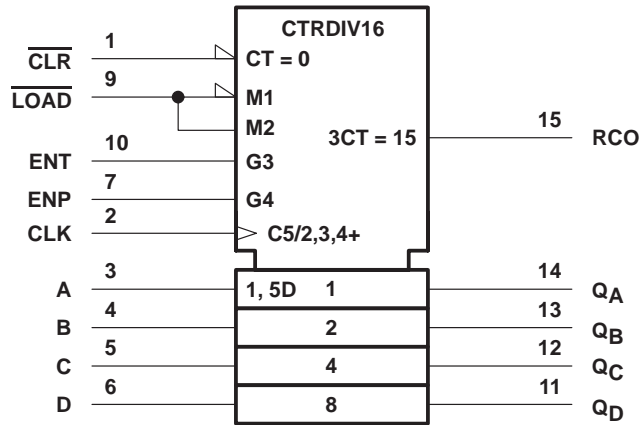 CTRDIV16
1
CLR CT = 0
9
LOAD M1
M2
3CT = 15 15 RCO
10
ENT G3
7
ENP G4
2
CLK C5/2,3,4+
3 14
A 1, 5D 1 QA
4 13
B 2 QB
5 12
C 4 QC
6 11
D 8 QD